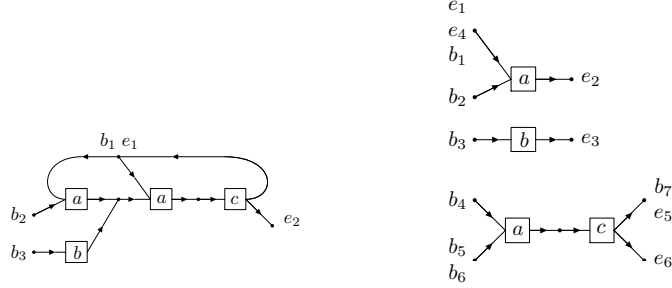 b₁ e₁
a
a
c
b₂
e₂
b₃
b
e₁
e₄
b₁
a
e₂
b₂
b₃
b
e₃
b₄
b₇
e₅
a
c
b₅
b₆
e₆